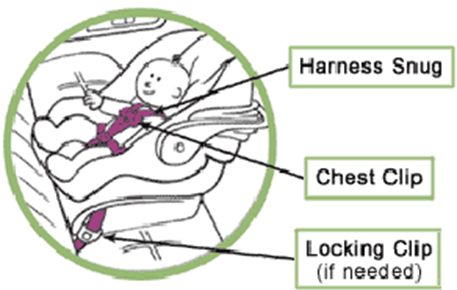 Harness Snug
Chest Clip
Locking Clip
(if needed)